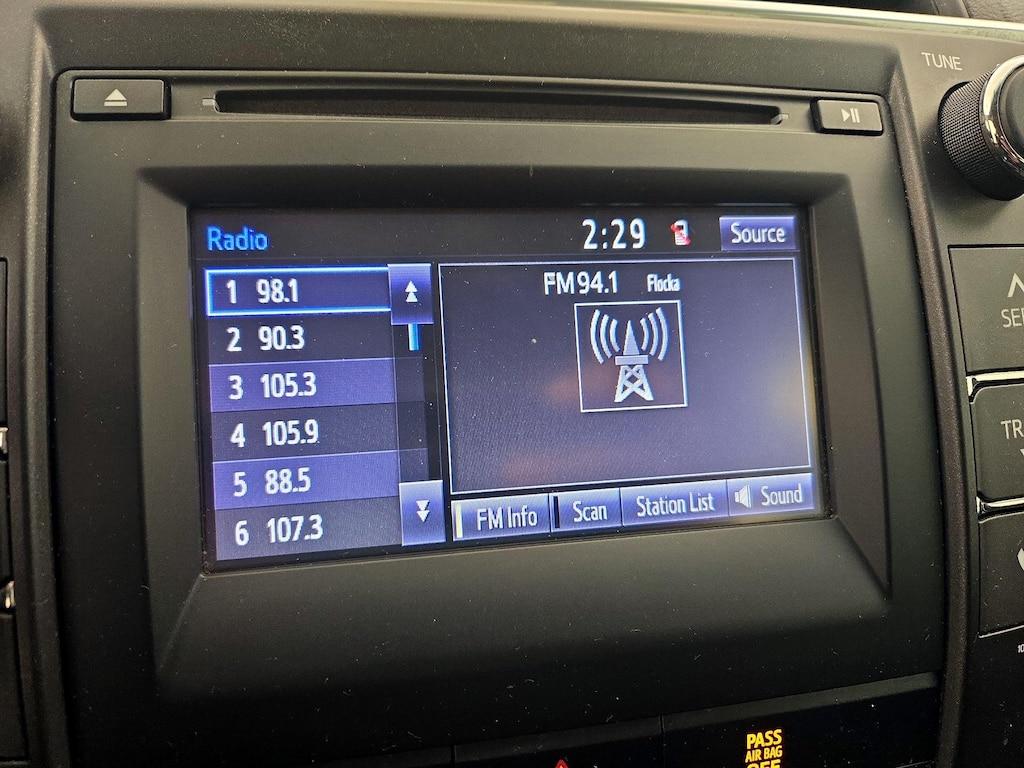 TUNE
Radio
2:29
Source
1 98.1
2 90.3
3 105.3
4 105.9
5 88.5
6 107.3
FM 94.1 Flocka
FM Info
Scan
Station List
Sound
PASS
AIR BAG
OFF